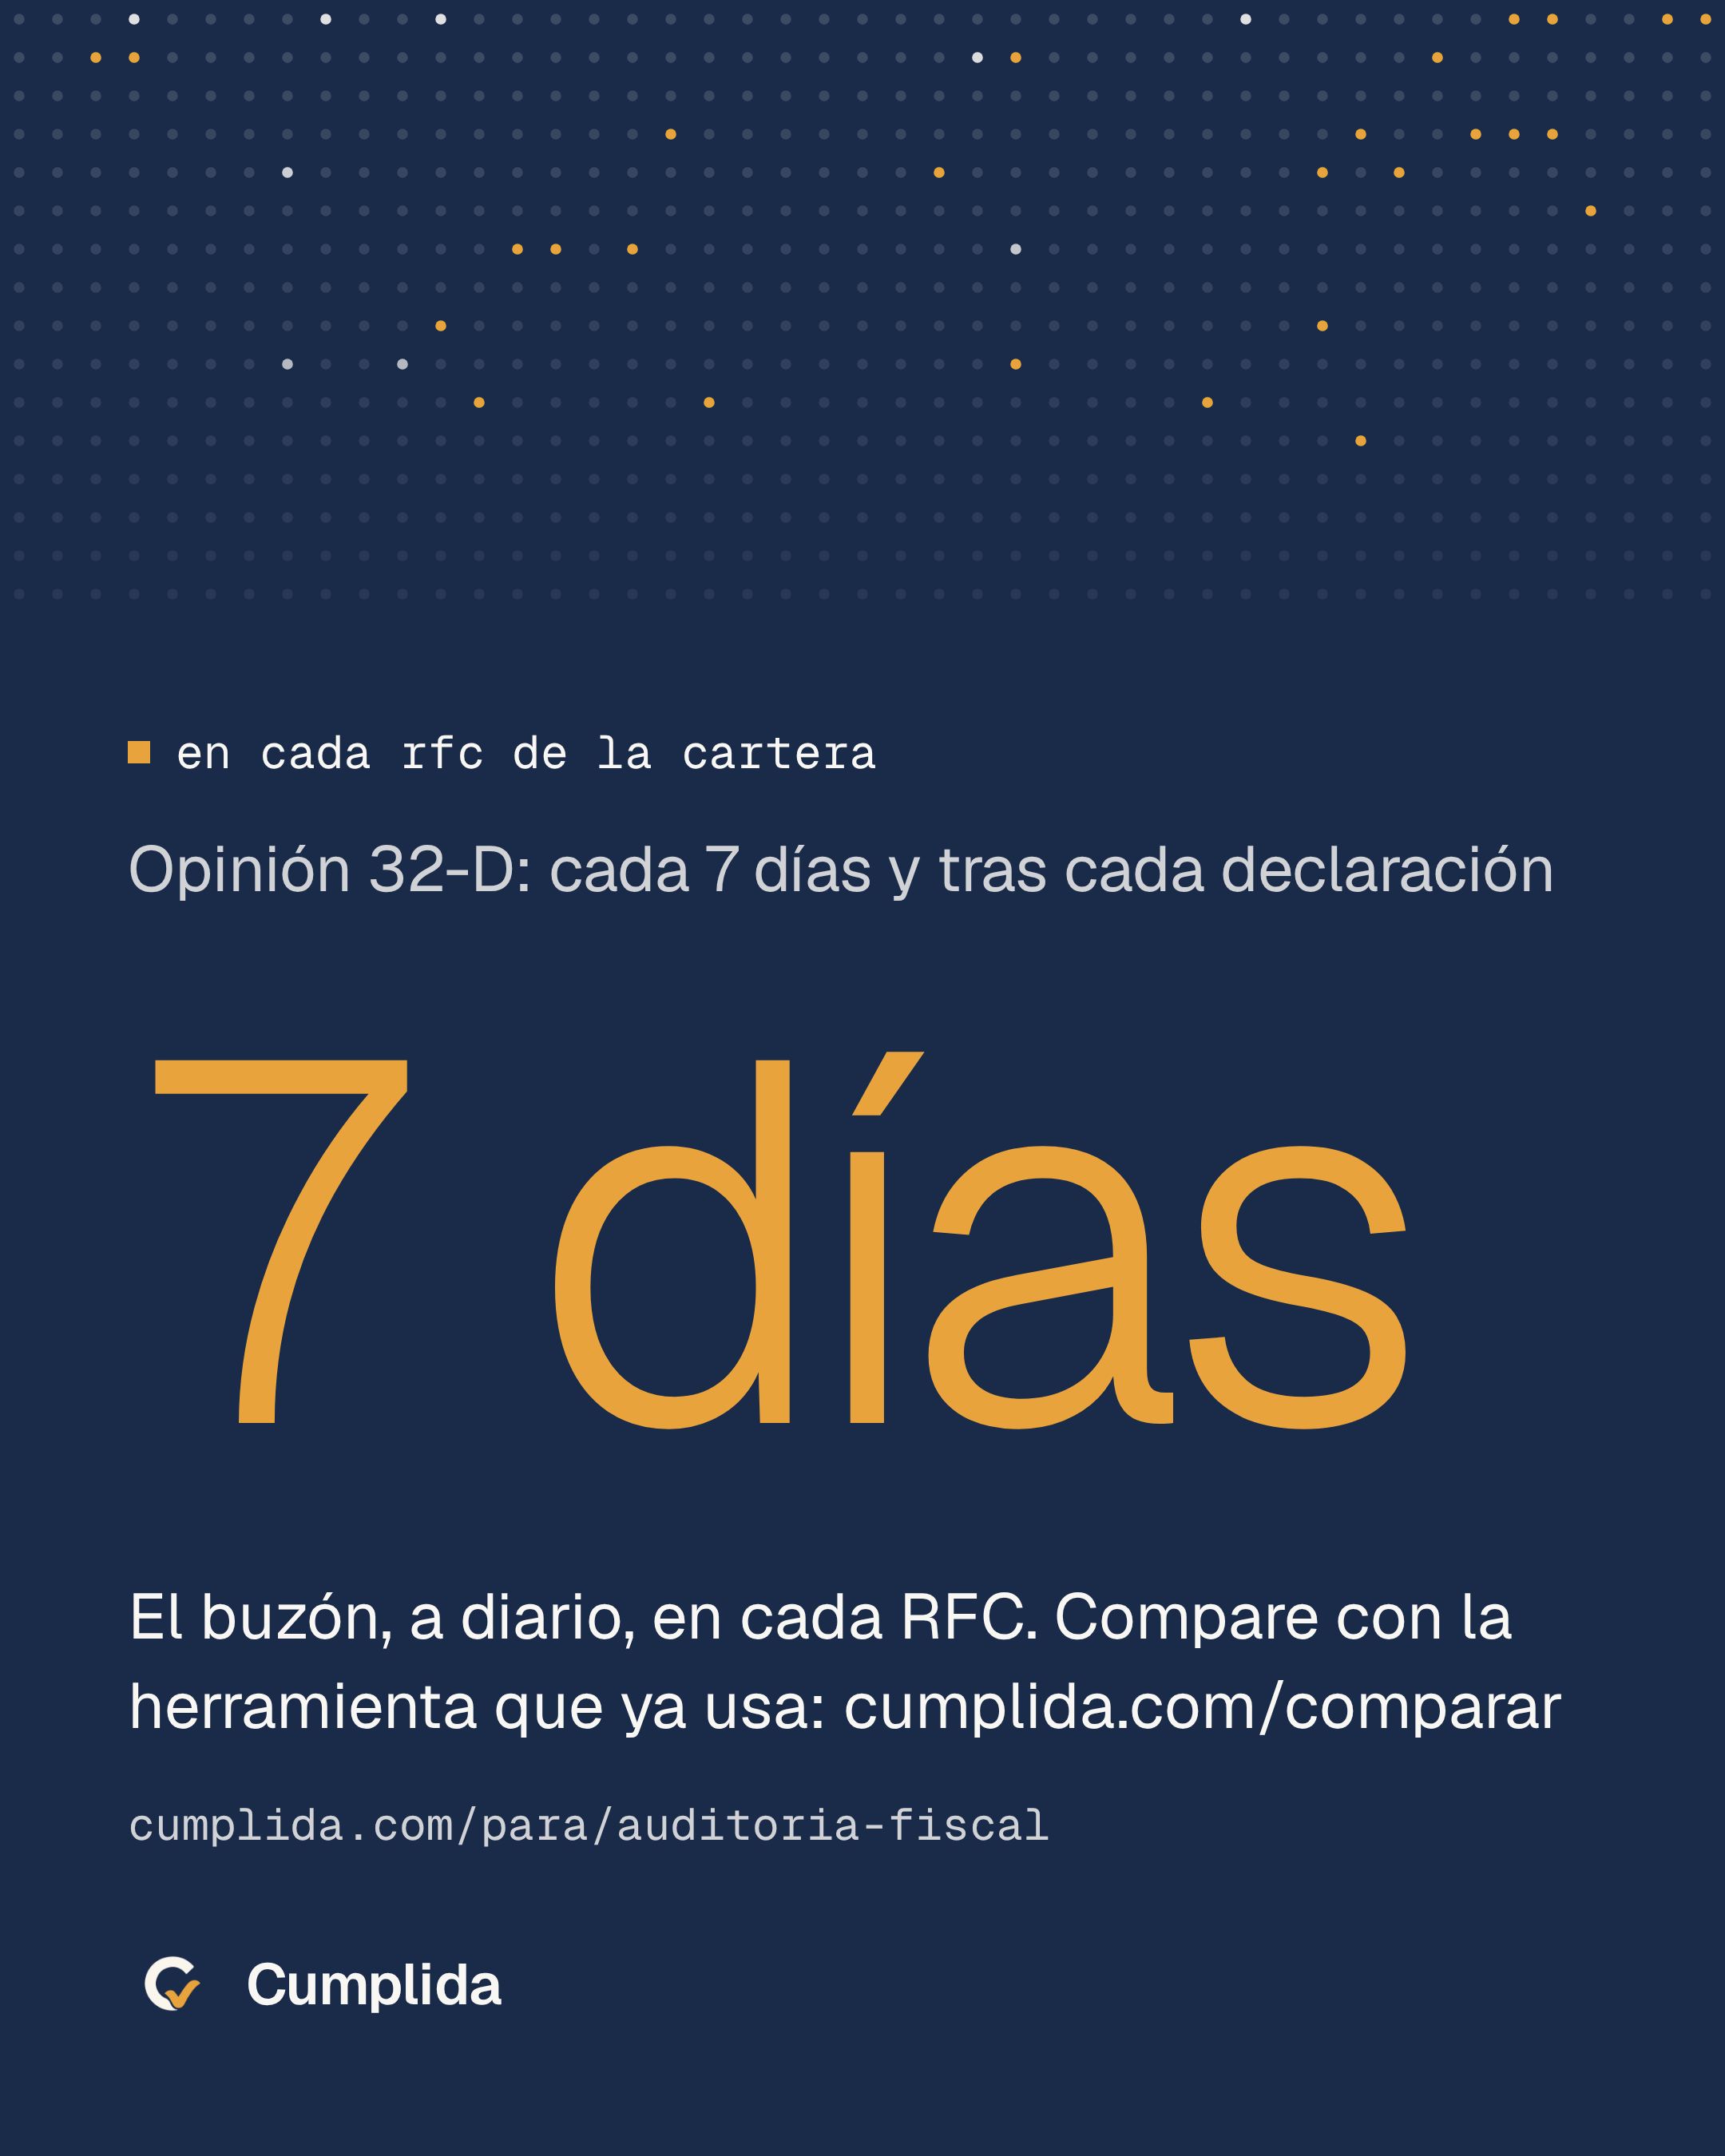 en cada rfc de la cartera
Opinión 32-D: cada 7 días y tras cada declaración
7 días
El buzón, a diario, en cada RFC. Compare con la
herramienta que ya usa: cumplida.com/comparar
cumplida.com/para/auditoria-fiscal
Cumplida